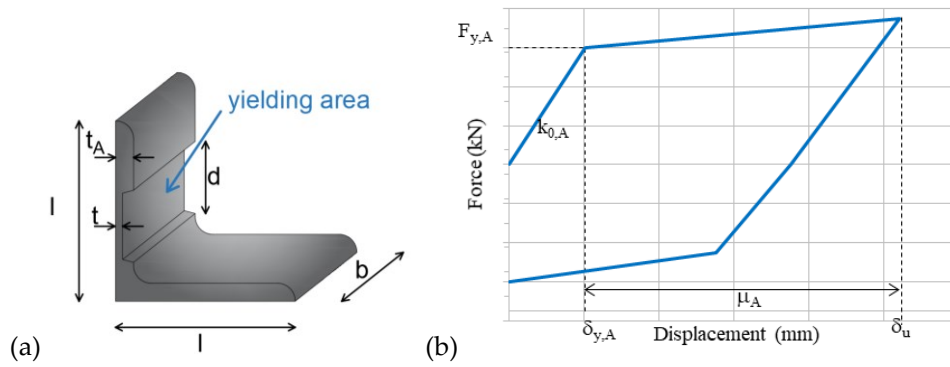 yielding area
t_A
l
d
t
b
l
(a)
F_y,A
k_0,A
Force (kN)
μ_A
δ_y,A
Displacement (mm)
δ_u
(b)